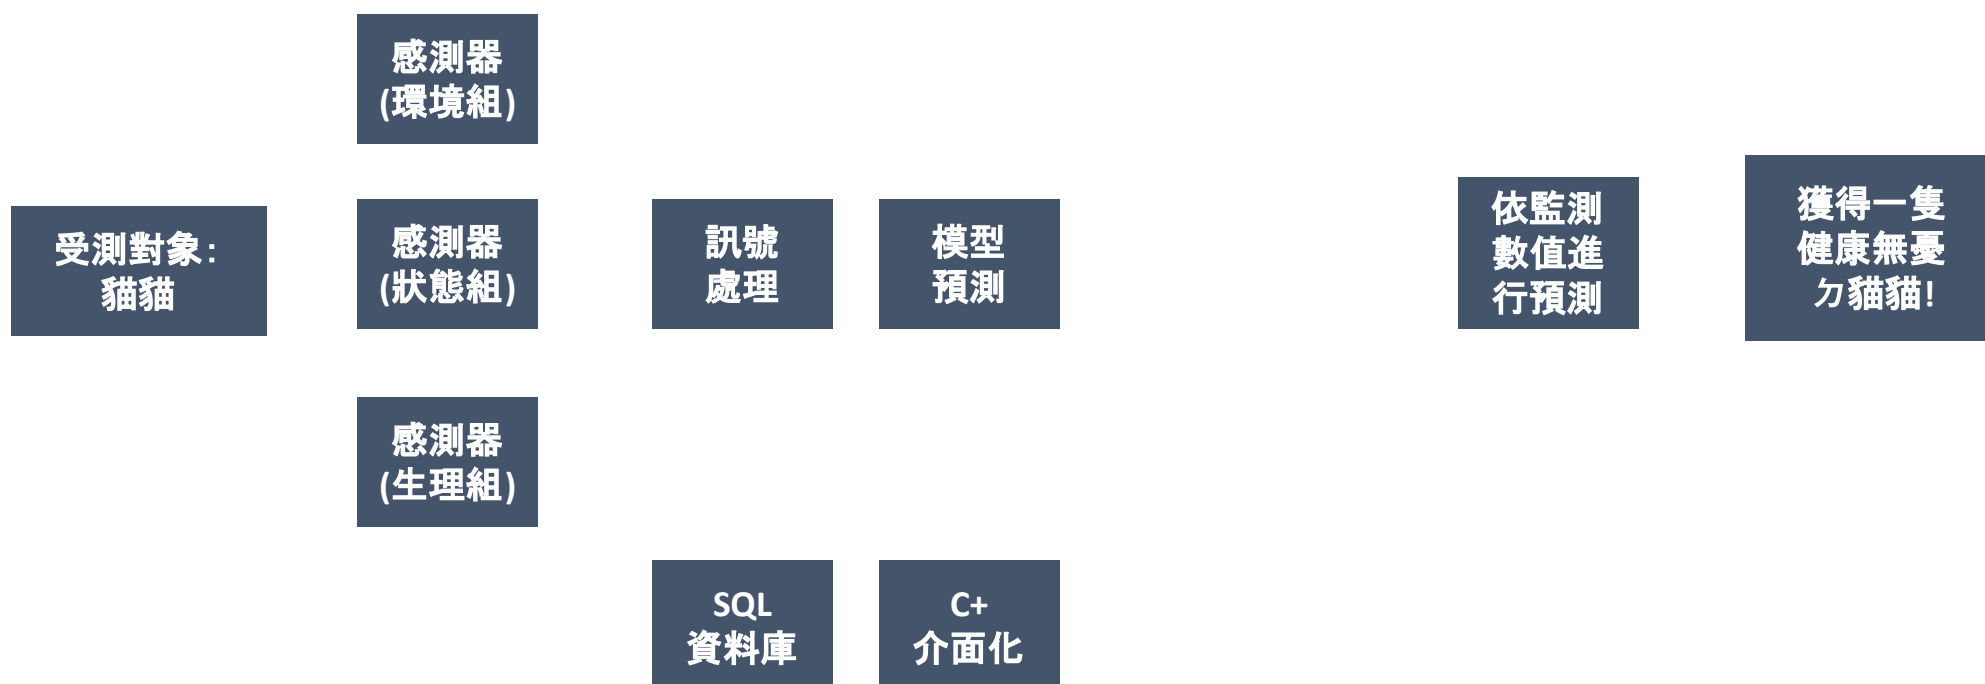 受測對象：
貓貓
感測器
(環境組)
感測器
(狀態組)
感測器
(生理組)
訊號
處理
模型
預測
SQL
資料庫
C+
介面化
依監測
數值進
行預測
獲得一隻
健康無憂
ㄉ貓貓!